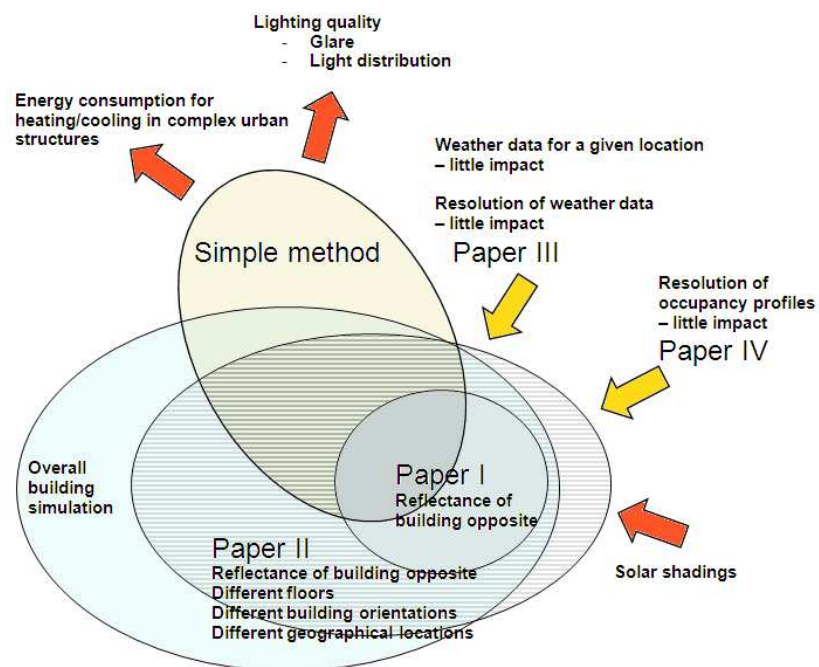 Lighting quality
- Glare
- Light distribution
Energy consumption for
heating/cooling in complex urban
structures
Weather data for a given location
– little impact
Resolution of weather data
– little impact
Paper III
Simple method
Resolution of
occupancy profiles
– little impact
Paper IV
Overall
building
simulation
Paper I
Reflectance of
building opposite
Paper II
Reflectance of building opposite
Different floors
Different building orientations
Different geographical locations
Solar shadings